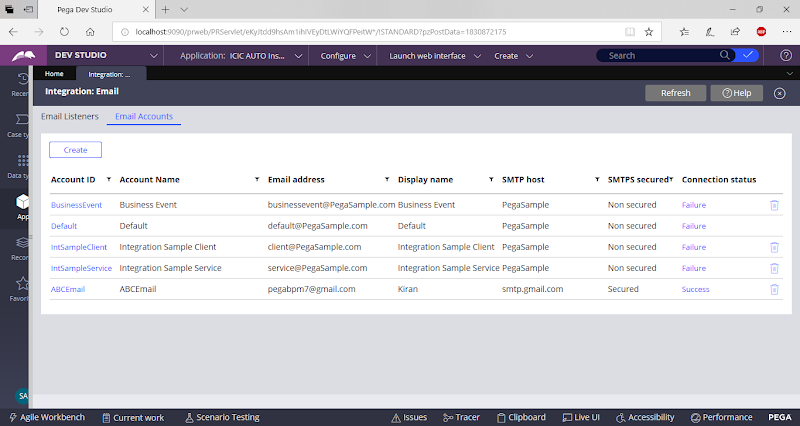 Pega Dev Studio
localhost:9090/prweb/PRServlet/eKyJtdd9hsAm1ihIVEyDtLWiYQFPeitW*/!STANDARD?pzPostData=1830872175
DEV STUDIO Application: ICIC AUTO Ins... Configure Launch web interface Create Search
Home Integration: ...
Integration: Email Refresh Help
Email Listeners Email Accounts
Create
Account ID Account Name Email address Display name SMTP host SMTPS secured Connection status
BusinessEvent Business Event businessevent@PegaSample.com Business Event PegaSample Non secured Failure
Default Default default@PegaSample.com Default PegaSample Non secured Failure
IntSampleClient Integration Sample Client client@PegaSample.com Integration Sample Client PegaSample Non secured Failure
IntSampleService Integration Sample Service service@PegaSample.com Integration Sample Service PegaSample Non secured Failure
ABCEmail ABCEmail pegabpm7@gmail.com Kiran smtp.gmail.com Secured Success
Recen
Case ty
Data ty
App
Recor
Favori
SA
Agile Workbench Current work Scenario Testing Issues Tracer Clipboard Live UI Accessibility Performance PEGA